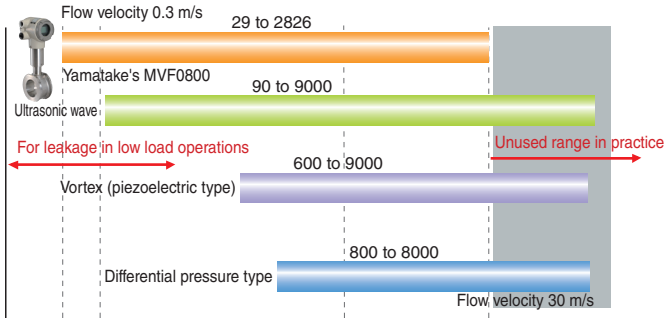 Flow velocity 0.3 m/s
29 to 2826
Yamatake's MVF0800
90 to 9000
Ultrasonic wave
For leakage in low load operations
Unused range in practice
600 to 9000
Vortex (piezoelectric type)
800 to 8000
Differential pressure type
Flow velocity 30 m/s